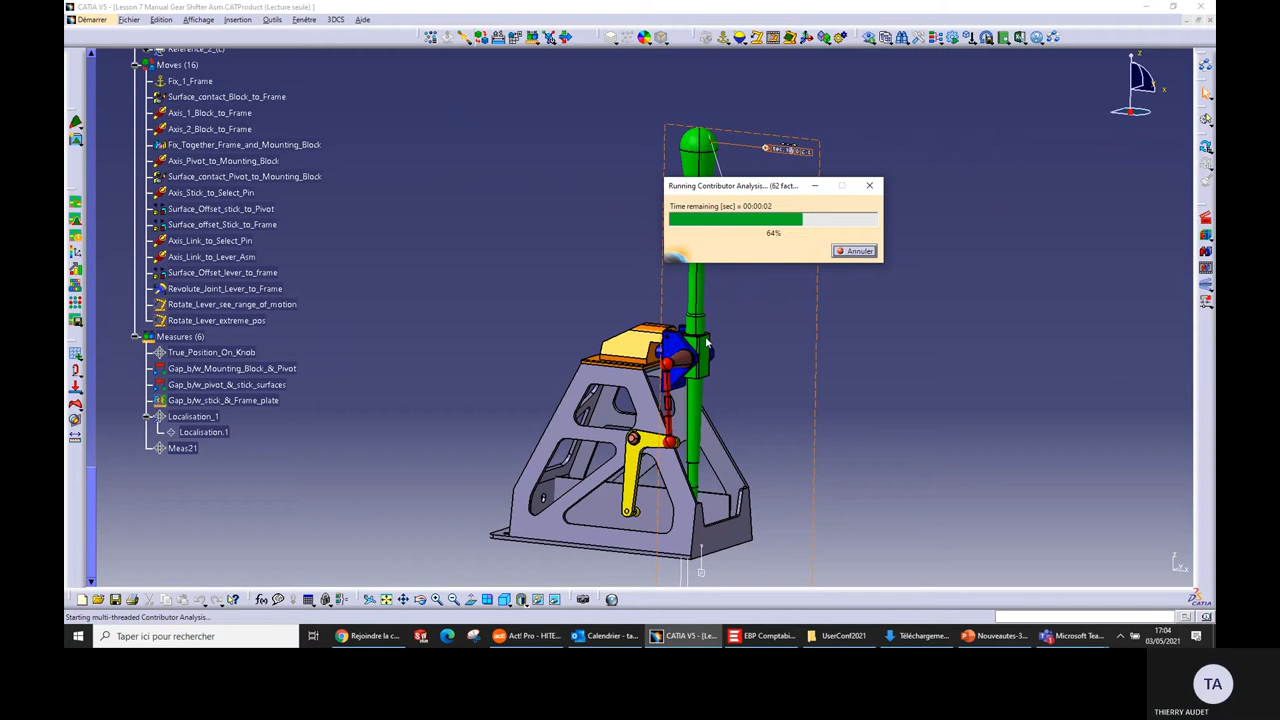 CATIA V5 - [Lesson 7 Manual Gear Shifter Asm.CATProduct (Lecture seule)]
Démarrer Fichier Edition Affichage Insertion Outils Fenêtre 3DCS Aide
Reference_2_(L)
Moves (16)
Fix_1_Frame
Surface_contact_Block_to_Frame
Axis_1_Block_to_Frame
Axis_2_Block_to_Frame
Fix_Together_Frame_and_Mounting_Block
Axis_Pivot_to_Mounting_Block
Surface_contact_Pivot_to_Mounting_Block
Axis_Stick_to_Select_Pin
Surface_Offset_stick_to_Pivot
Surface_offset_Stick_to_Frame
Axis_Link_to_Select_Pin
Axis_Link_to_Lever_Asm
Surface_Offset_lever_to_frame
Revolute_Joint_Lever_to_Frame
Rotate_Lever_see_range_of_motion
Rotate_Lever_extreme_pos
Measures (6)
True_Position_On_Knob
Gap_b/w_Mounting_Block_&_Pivot
Gap_b/w_pivot_&_stick_surfaces
Gap_b/w_stick_&_Frame_plate
Localisation_1
Localisation.1
Meas21
z
x
Running Contributor Analysis... (62 fact...
Time remaining [sec] = 00:00:02
64%
Annuler
z
y x
CATIA
Starting multi-threaded Contributor Analysis...
Taper ici pour rechercher
Rejoindre la c...
Act! Pro - HITE...
Calendrier - ta...
CATIA V5 - [Le...
EBP Comptabi...
UserConf2021
Téléchargeme...
Nouveautes-3...
Microsoft Tea...
17:04
03/05/2021
TA
THIERRY AUDET